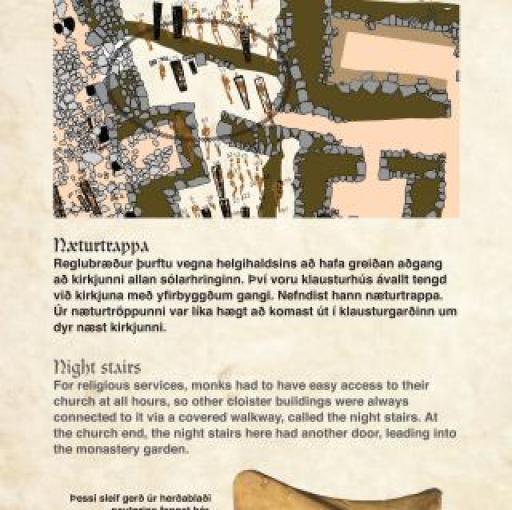 Næturtrappa
Reglubræður þurftu vegna helgihaldsins að hafa greiðan aðgang
að kirkjunni allan sólarhringinn. Því voru klausturhús ávallt tengd
við kirkjuna með yfirbyggðum gangi. Nefndist hann næturtrappa.
Úr næturtröppunni var líka hægt að komast út í klausturgarðinn um
dyr næst kirkjunni.
Night stairs
For religious services, monks had to have easy access to their
church at all hours, so other cloister buildings were always
connected to it via a covered walkway, called the night stairs. At
the church end, the night stairs here had another door, leading into
the monastery garden.
Þessi sleif gerð úr herðablaði